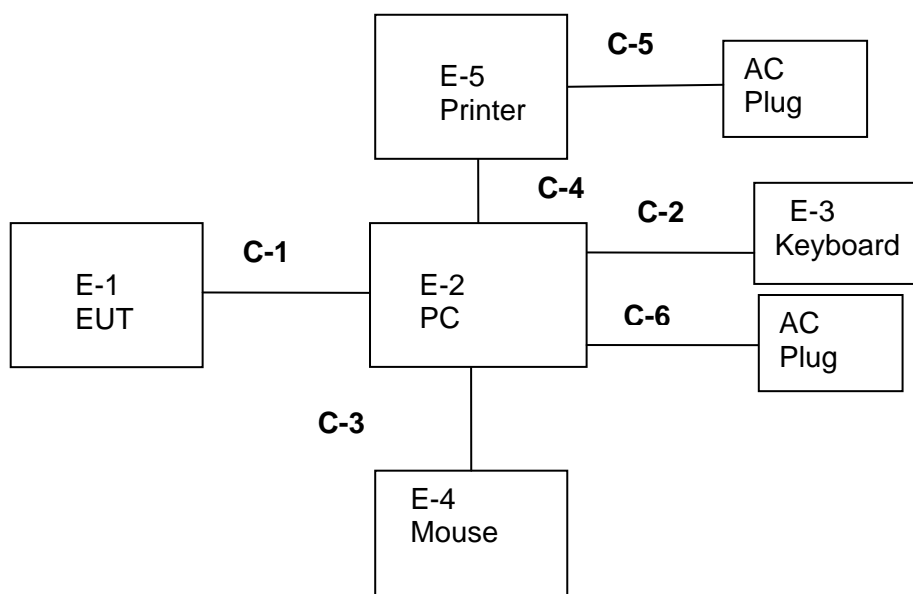 C-5
E-5
Printer
AC
Plug
C-4
C-2
E-3
Keyboard
C-1
E-1
EUT
E-2
PC
C-6
AC
Plug
C-3
E-4
Mouse